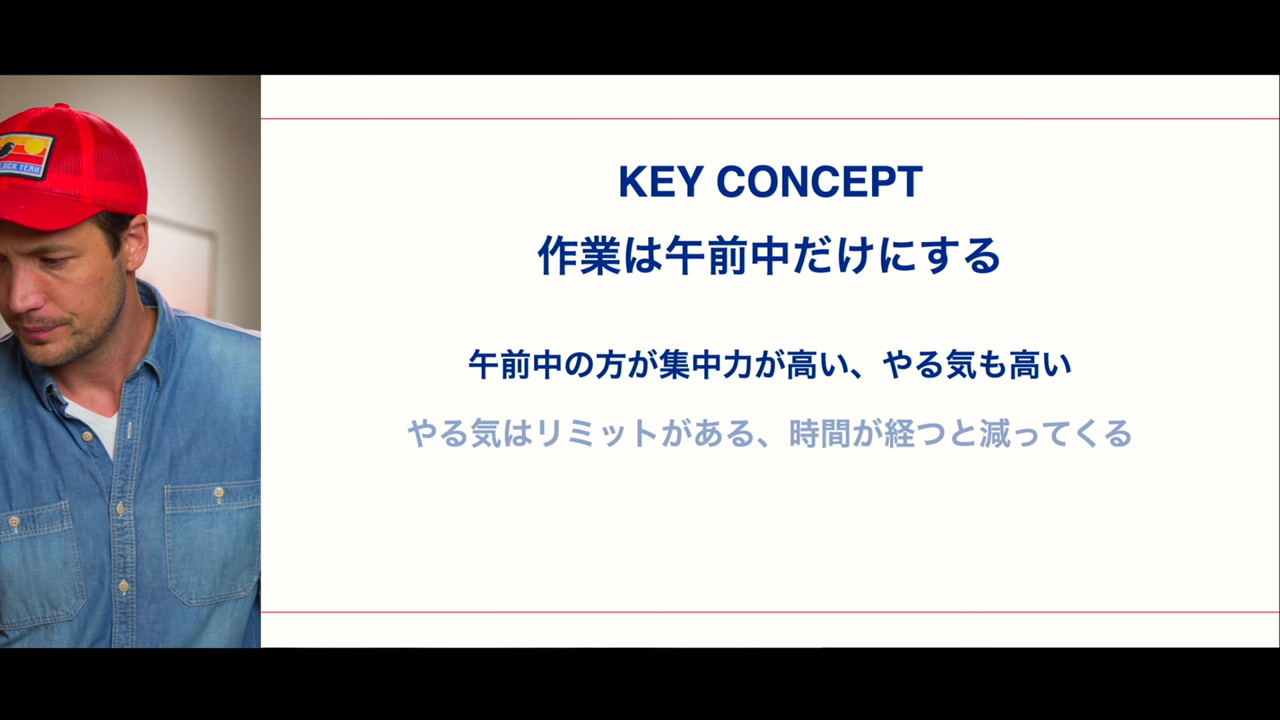 KEY CONCEPT
作業は午前中だけにする
午前中の方が集中力が高い、やる気も高い
やる気はリミットがある、時間が経つと減ってくる